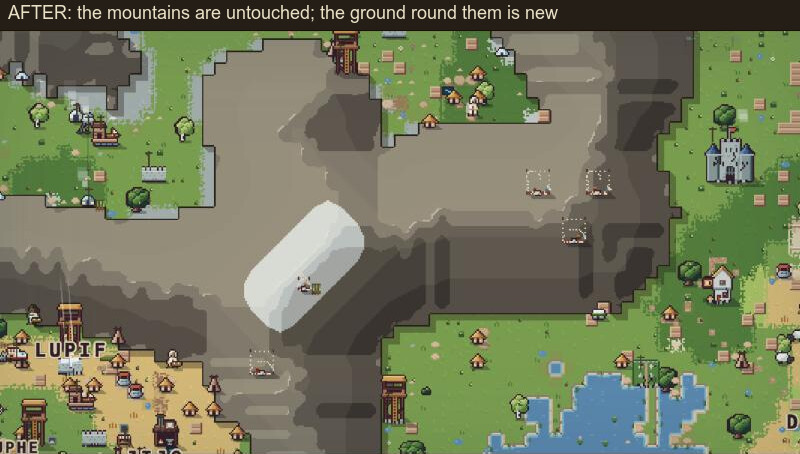 AFTER: the mountains are untouched; the ground round them is new
LUPIF